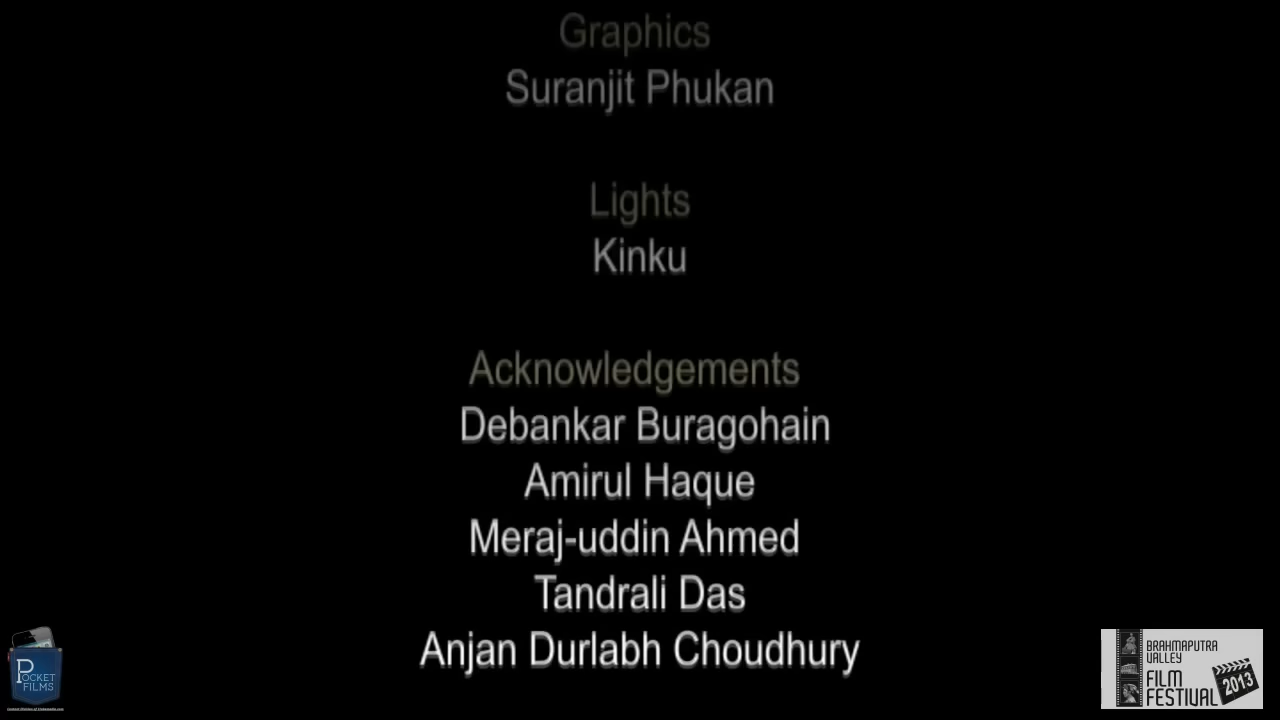 Graphics
Suranjit Phukan
Lights
Kinku
Acknowledgements
Debankar Buragohain
Amirul Haque
Meraj-uddin Ahmed
Tandrali Das
Anjan Durlabh Choudhury
POCKET
FILMS
BRAHMAPUTRA
VALLEY
FILM
FESTIVAL 2013